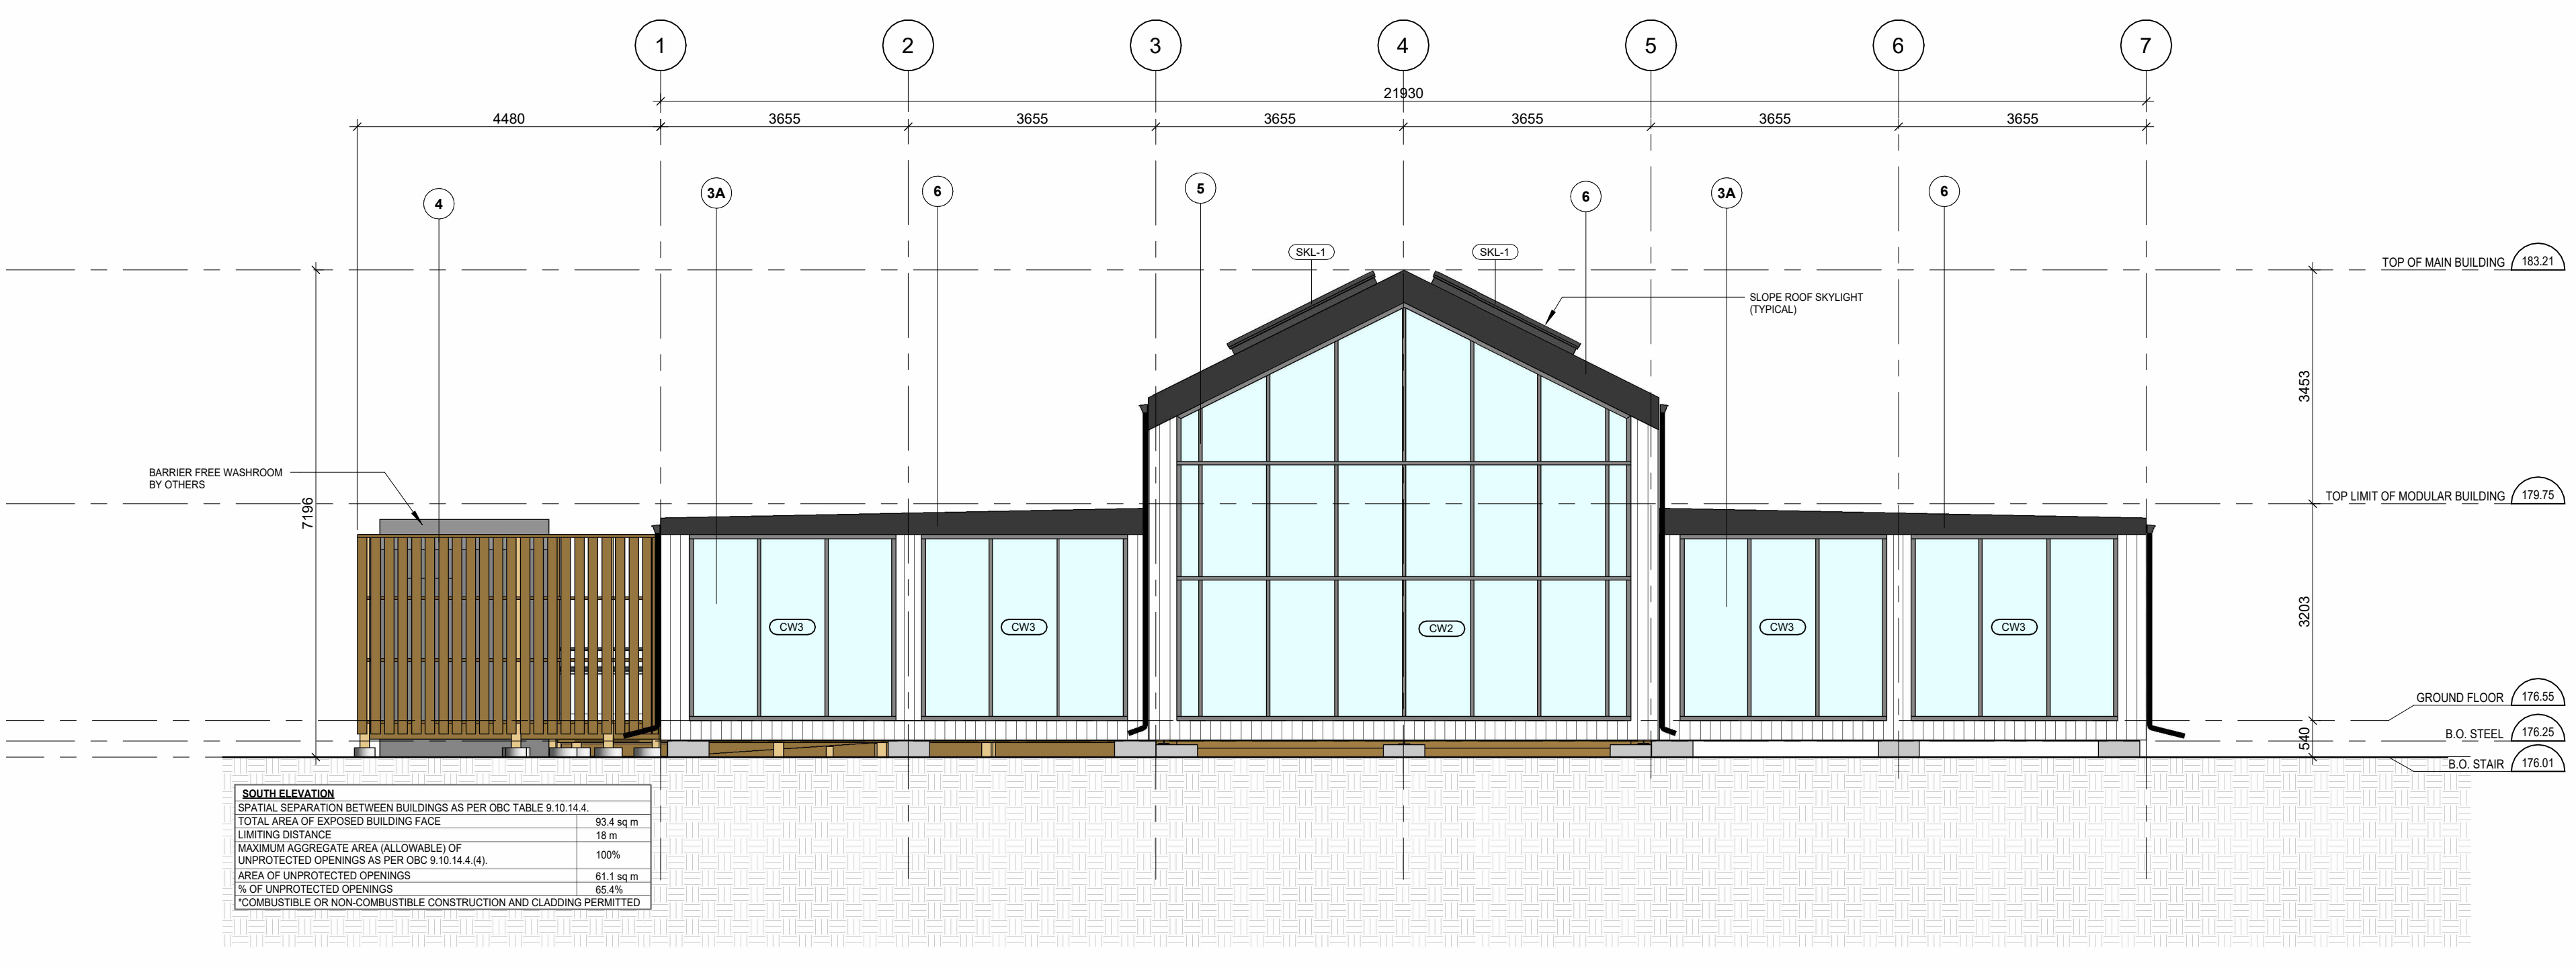 1 2 3 4 5 6 7
21930
4480 3655 3655 3655 3655 3655 3655
4 3A 6 5 6 3A 6
SKL-1 SKL-1
TOP OF MAIN BUILDING 183.21
SLOPE ROOF SKYLIGHT
(TYPICAL)
3453
BARRIER FREE WASHROOM
BY OTHERS
7196
TOP LIMIT OF MODULAR BUILDING 179.75
3203
CW3 CW3 CW2 CW3 CW3
GROUND FLOOR 176.55
540
B.O. STEEL 176.25
B.O. STAIR 176.01
SOUTH ELEVATION
SPATIAL SEPARATION BETWEEN BUILDINGS AS PER OBC TABLE 9.10.14.4.
TOTAL AREA OF EXPOSED BUILDING FACE 93.4 sq m
LIMITING DISTANCE 18 m
MAXIMUM AGGREGATE AREA (ALLOWABLE) OF
UNPROTECTED OPENINGS AS PER OBC 9.10.14.4.(4). 100%
AREA OF UNPROTECTED OPENINGS 61.1 sq m
% OF UNPROTECTED OPENINGS 65.4%
*COMBUSTIBLE OR NON-COMBUSTIBLE CONSTRUCTION AND CLADDING PERMITTED